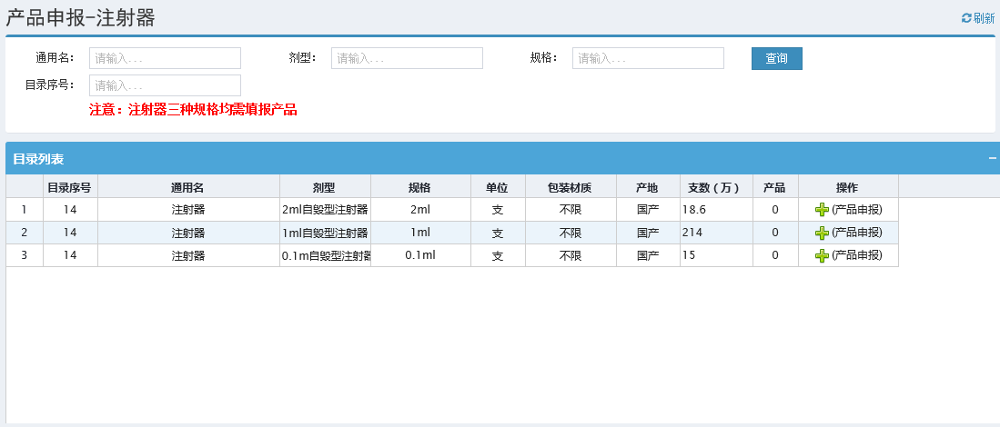 产品申报-注射器
刷新
通用名： 请输入... 剂型： 请输入... 规格： 请输入... 查询
目录序号： 请输入...
注意：注射器三种规格均需填报产品
目录列表
目录序号 通用名 剂型 规格 单位 包装材质 产地 支数（万） 产品 操作
1 14 注射器 2ml自毁型注射器 2ml 支 不限 国产 18.6 0 (产品申报)
2 14 注射器 1ml自毁型注射器 1ml 支 不限 国产 214 0 (产品申报)
3 14 注射器 0.1m自毁型注射器 0.1ml 支 不限 国产 15 0 (产品申报)